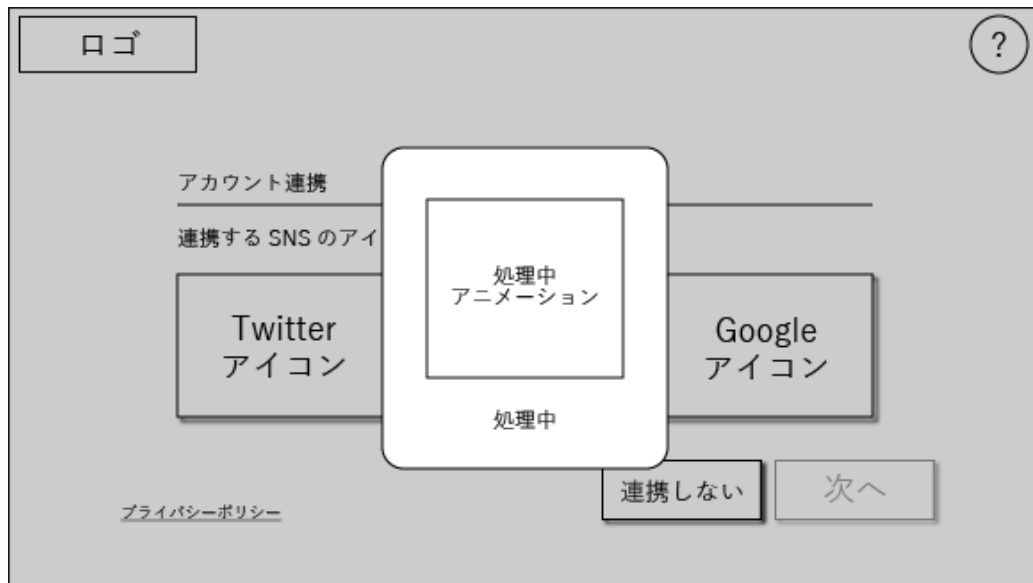 ロゴ
?
アカウント連携
連携する SNS のアイ
Twitter
アイコン
処理中
アニメーション
処理中
Google
アイコン
連携しない
次へ
プライバシーポリシー